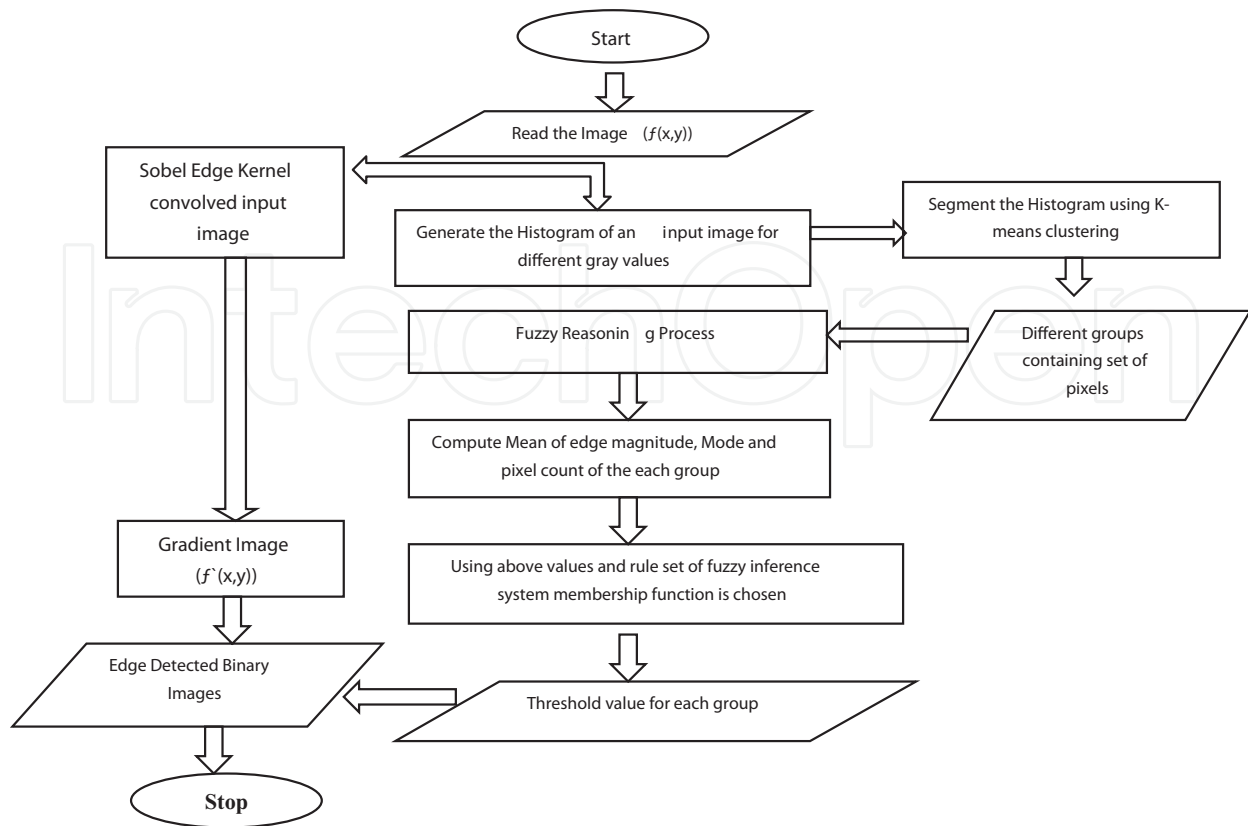 Start
Read the Image (ƒ(x,y))
Sobel Edge Kernel
convolved input
image
Generate the Histogram of an input image for
different gray values
Segment the Histogram using K-
means clustering
Different groups
containing set of
pixels
Fuzzy Reasonin g Process
Compute Mean of edge magnitude, Mode and
pixel count of the each group
Using above values and rule set of fuzzy inference
system membership function is chosen
Threshold value for each group
Gradient Image
(ƒ`(x,y))
Edge Detected Binary
Images
Stop
IntechOpen